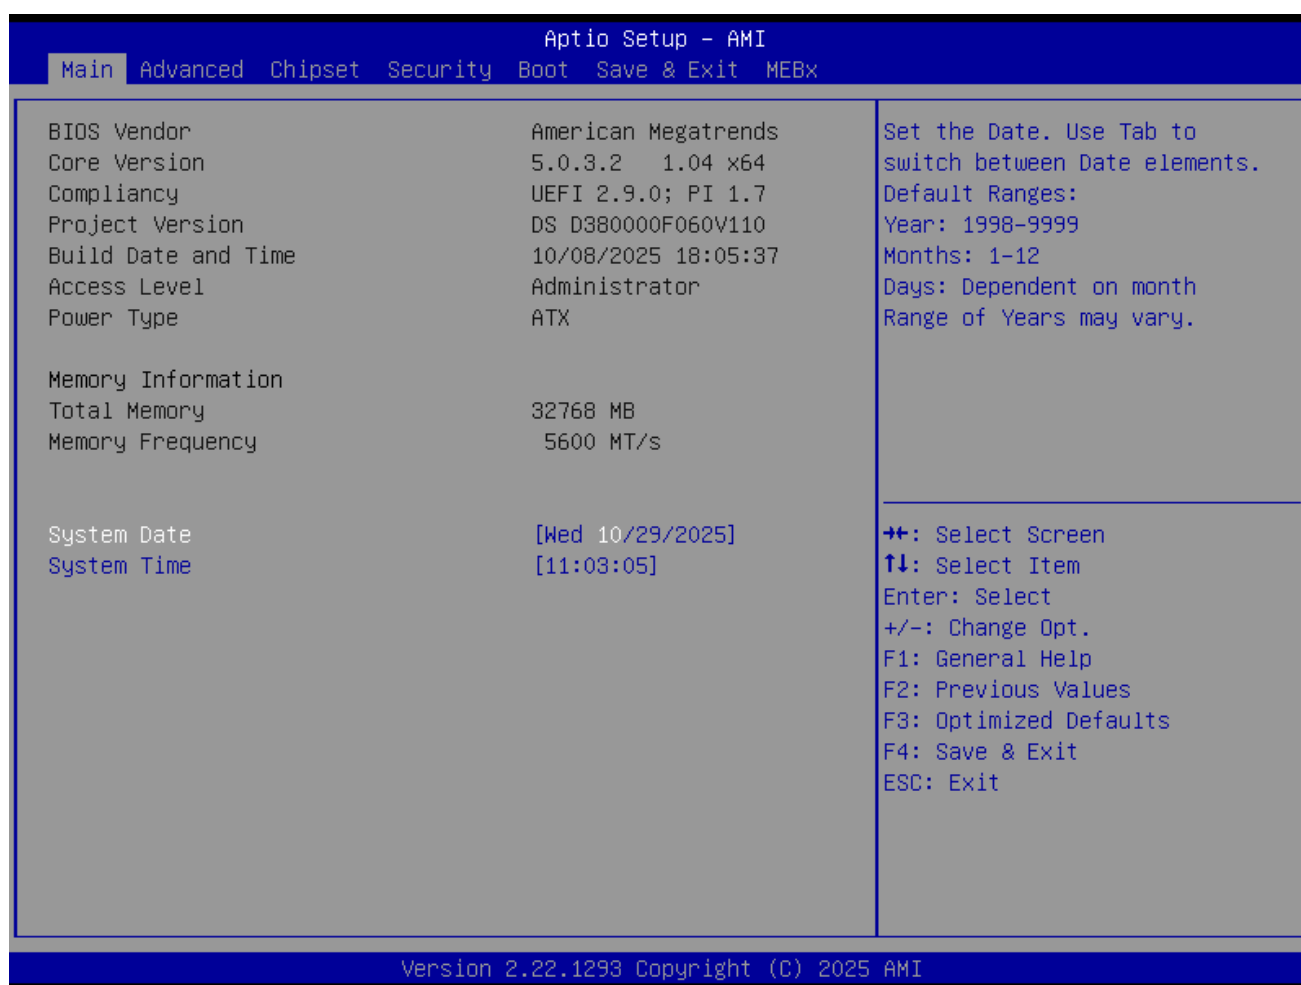 Aptio Setup – AMI
Main Advanced Chipset Security Boot Save & Exit MEBx
BIOS Vendor American Megatrends
Core Version 5.0.3.2 1.04 x64
Compliancy UEFI 2.9.0; PI 1.7
Project Version DS D380000F060V110
Build Date and Time 10/08/2025 18:05:37
Access Level Administrator
Power Type ATX
Memory Information
Total Memory 32768 MB
Memory Frequency 5600 MT/s
System Date [Wed 10/29/2025]
System Time [11:03:05]
Set the Date. Use Tab to
switch between Date elements.
Default Ranges:
Year: 1998–9999
Months: 1–12
Days: Dependent on month
Range of Years may vary.
→←: Select Screen
↑↓: Select Item
Enter: Select
+/–: Change Opt.
F1: General Help
F2: Previous Values
F3: Optimized Defaults
F4: Save & Exit
ESC: Exit
Version 2.22.1293 Copyright (C) 2025 AMI